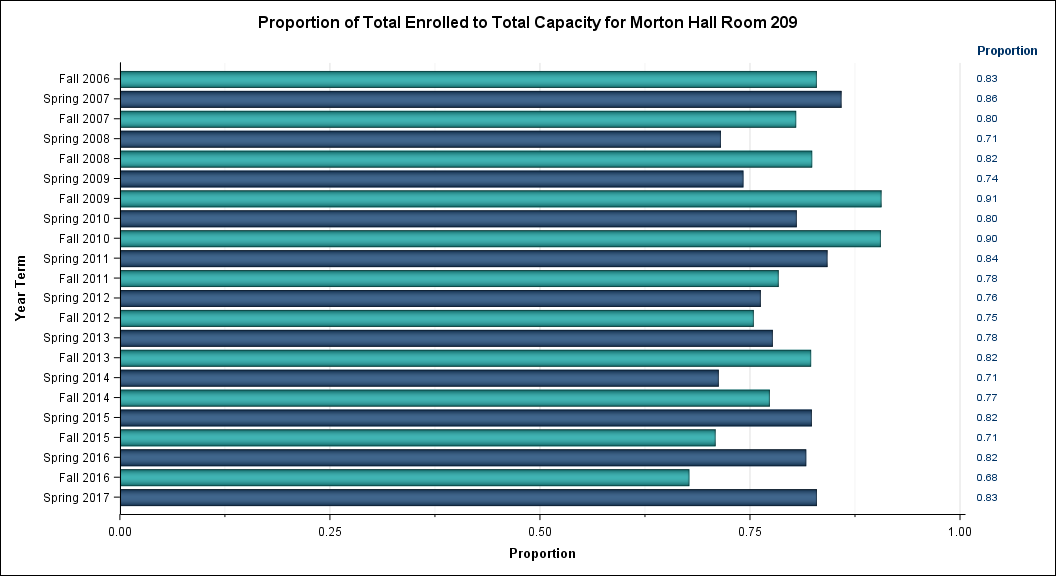 Proportion of Total Enrolled to Total Capacity for Morton Hall Room 209
Proportion
Fall 2006 0.83
Spring 2007 0.86
Fall 2007 0.80
Spring 2008 0.71
Fall 2008 0.82
Spring 2009 0.74
Fall 2009 0.91
Spring 2010 0.80
Fall 2010 0.90
Spring 2011 0.84
Fall 2011 0.78
Spring 2012 0.76
Fall 2012 0.75
Spring 2013 0.78
Fall 2013 0.82
Spring 2014 0.71
Fall 2014 0.77
Spring 2015 0.82
Fall 2015 0.71
Spring 2016 0.82
Fall 2016 0.68
Spring 2017 0.83
Year Term
0.00 0.25 0.50 0.75 1.00
Proportion